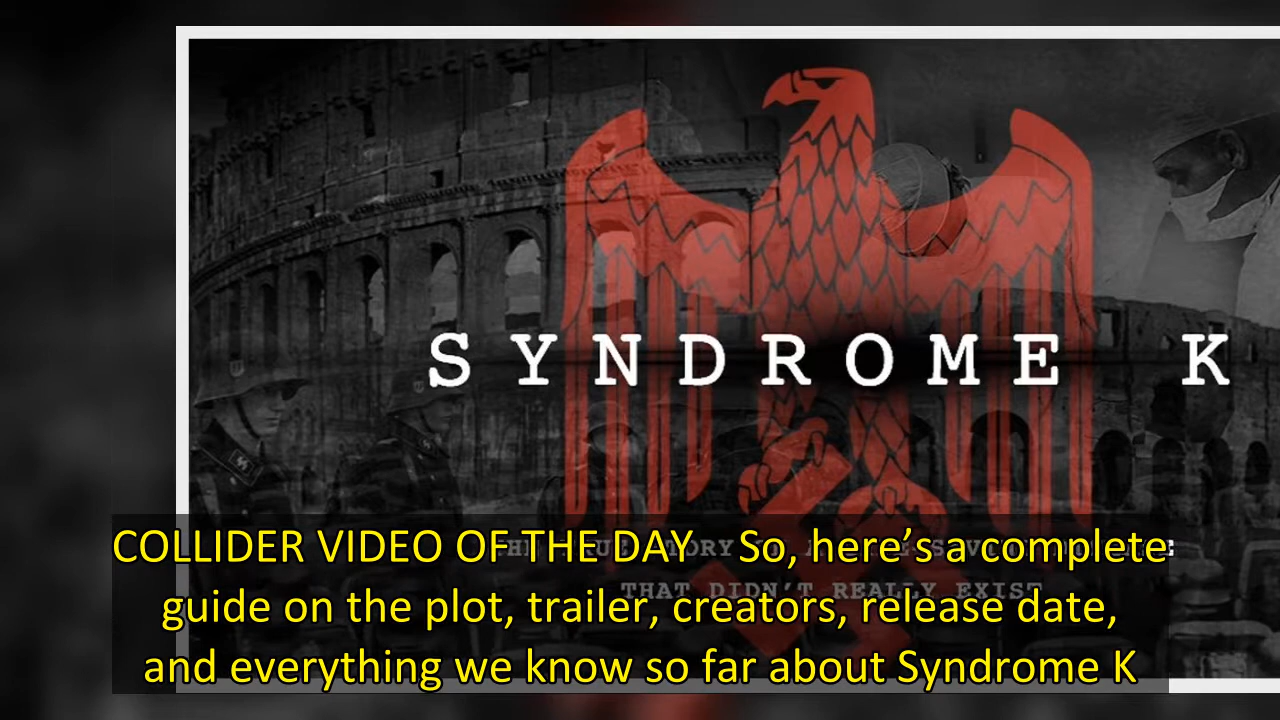 SYNDROME K
COLLIDER VIDEO OF THE DAY So, here’s a complete
guide on the plot, trailer, creators, release date,
and everything we know so far about Syndrome K
THAT DIDN'T REALLY EXIST